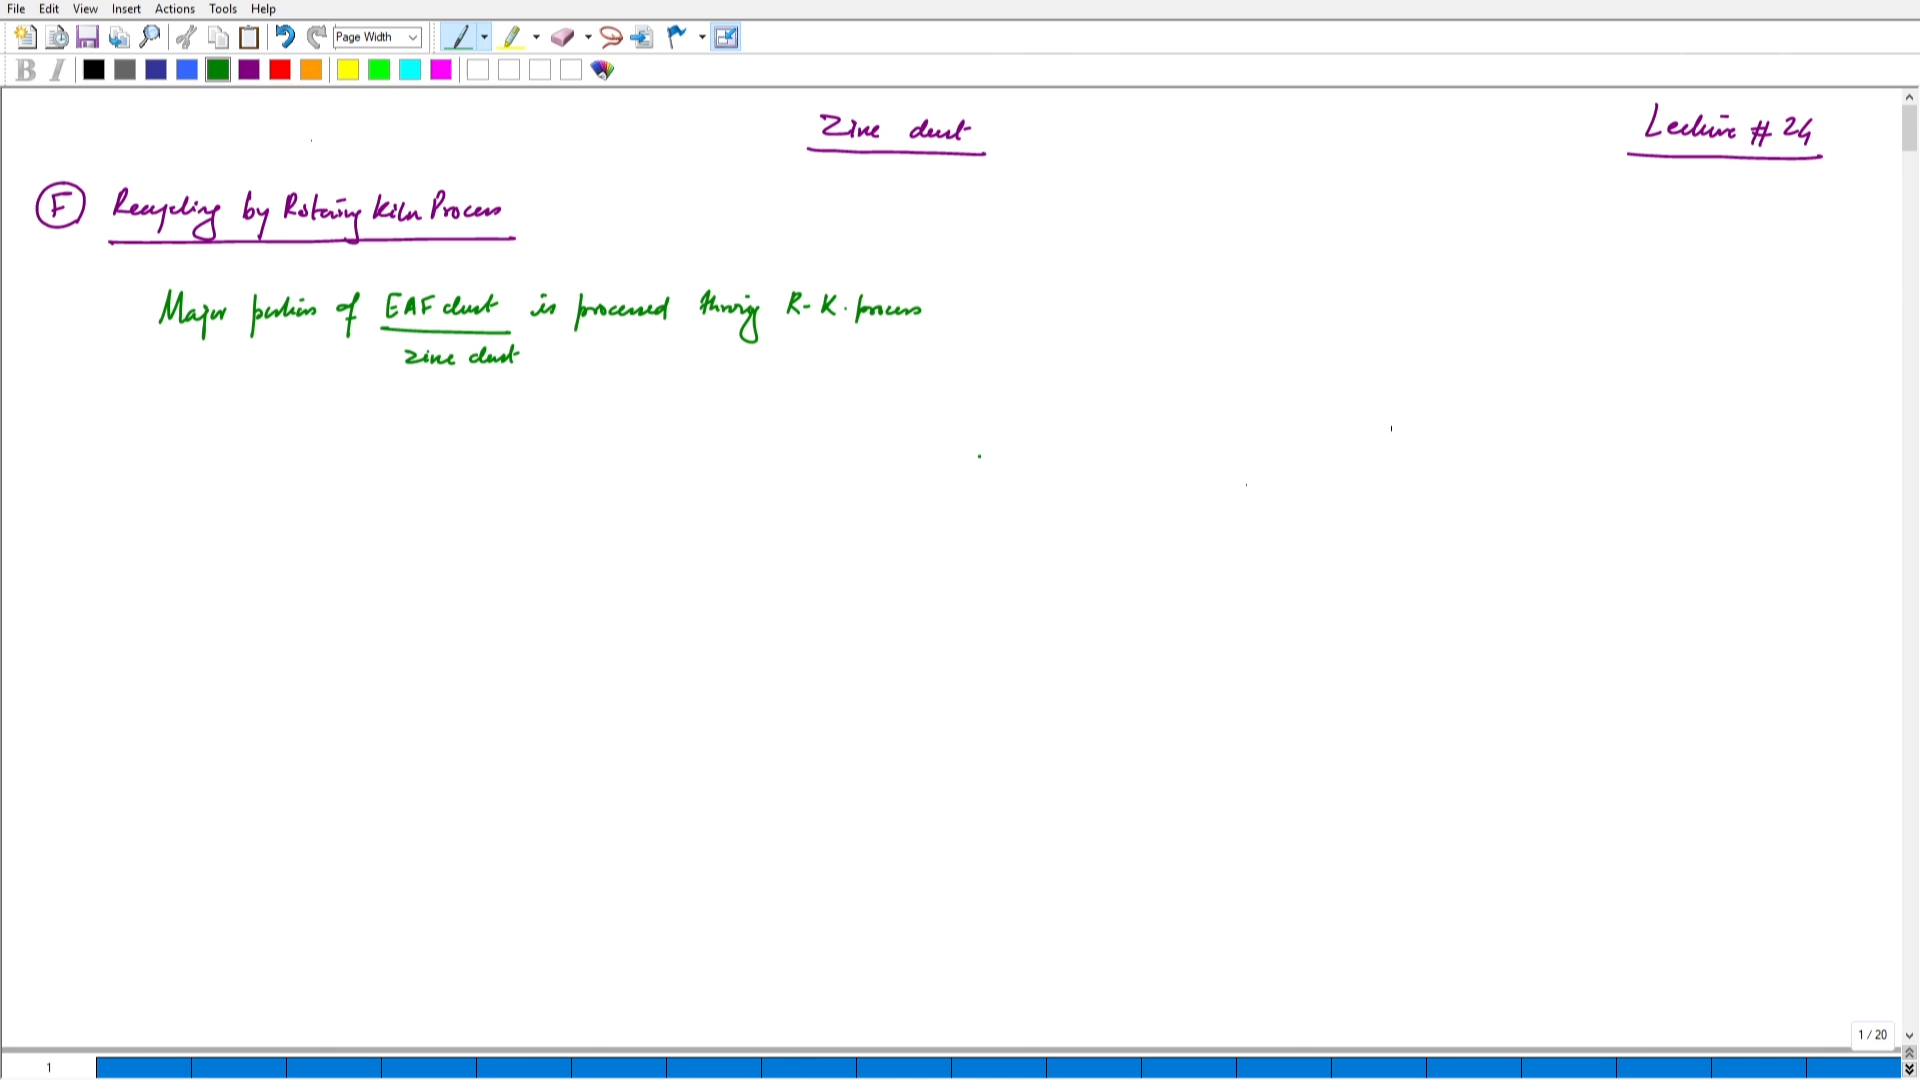 File Edit View Insert Actions Tools Help
Page Width
B I
Zinc dust
Lecture # 24
F Recycling by Rotary Kiln Process
Major portion of EAF dust is processed through R-K. process
zinc dust
1 / 20
1